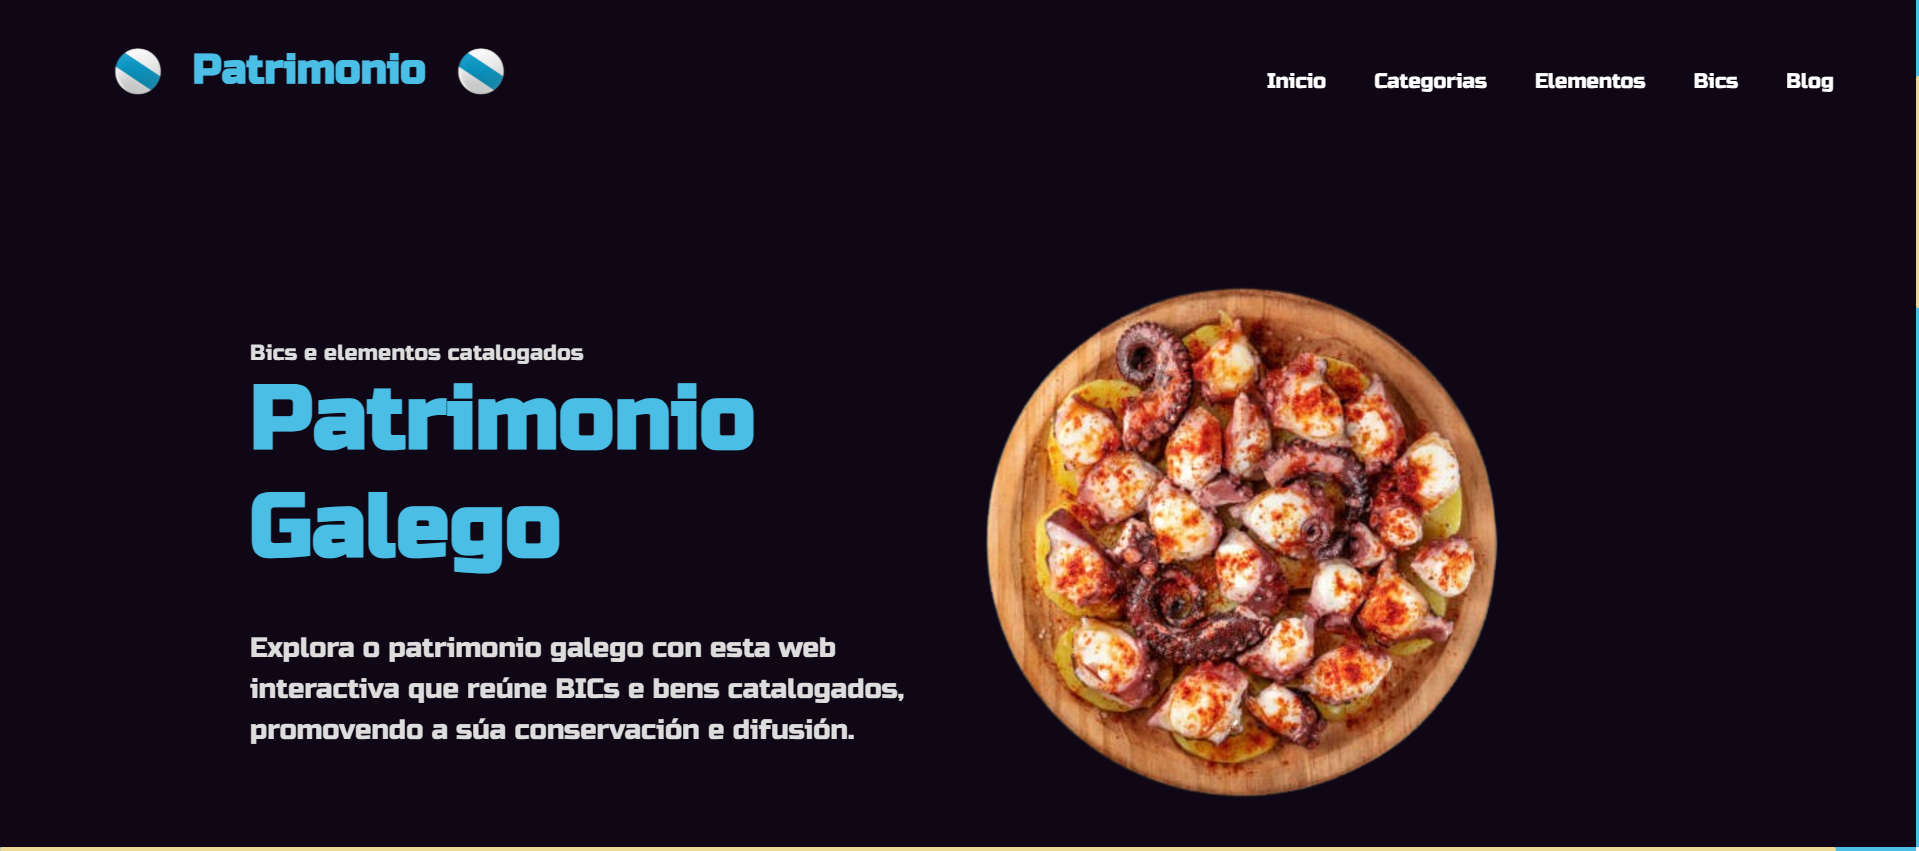 Patrimonio
Inicio Categorias Elementos Bics Blog
Bics e elementos catalogados
Patrimonio
Galego
Explora o patrimonio galego con esta web
interactiva que reúne BICs e bens catalogados,
promovendo a súa conservación e difusión.